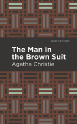 The Man in
the Brown Suit
Agatha Christie